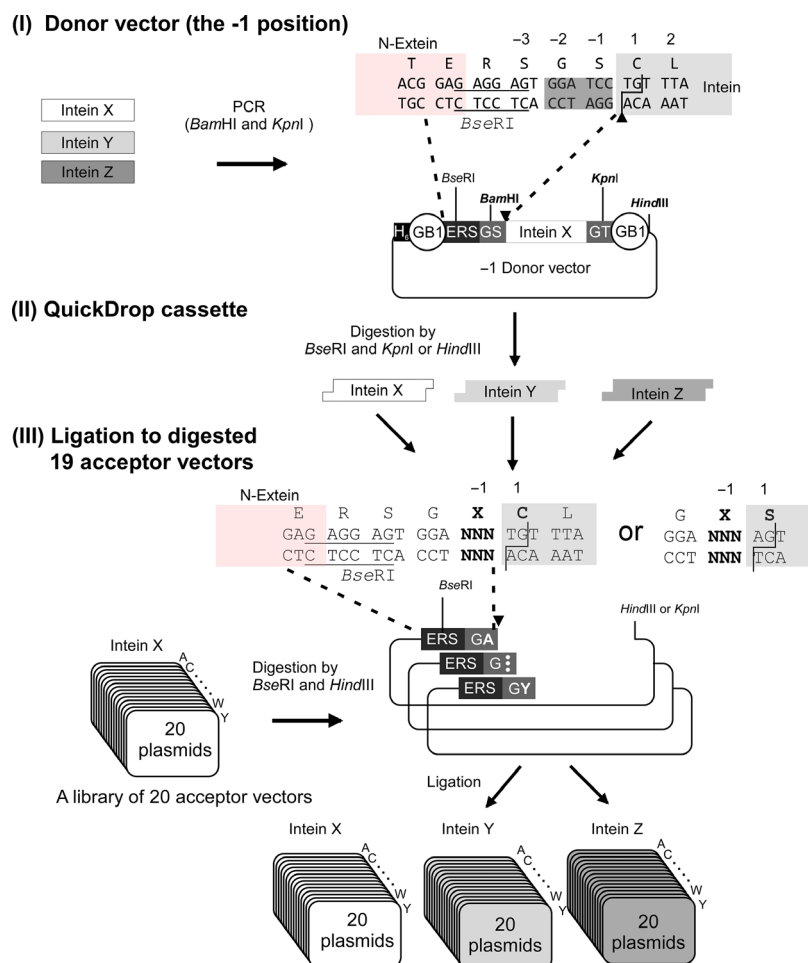 (I) Donor vector (the -1 position)
N-Extein
−3 −2 −1 1 2
T E R S G S C L
ACG GAG AGG AGT GGA TCC TGT TTA
TGC CTC TCC TCA CCT AGG ACA AAT
Intein
BseRI
Intein X
Intein Y
Intein Z
PCR
(BamHI and KpnI )
BseRI
BamHI
KpnI
HindIII
H6 GB1 ERS GS Intein X GT GB1
−1 Donor vector
(II) QuickDrop cassette
Digestion by
BseRI and KpnI or HindIII
Intein X Intein Y Intein Z
(III) Ligation to digested
19 acceptor vectors
N-Extein
−1 1
E R S G X C L
GAG AGG AGT GGA NNN TGT TTA
CTC TCC TCA CCT NNN ACA AAT
BseRI
or
−1 1
G X S
GGA NNN AGT
CCT NNN TCA
BseRI
HindIII or KpnI
ERS GA
ERS G
ERS GY
Intein X
A
C
W
Y
20
plasmids
A library of 20 acceptor vectors
Digestion by
BseRI and HindIII
Ligation
Intein X
A
C
W
Y
20
plasmids
Intein Y
A
C
W
Y
20
plasmids
Intein Z
A
C
W
Y
20
plasmids